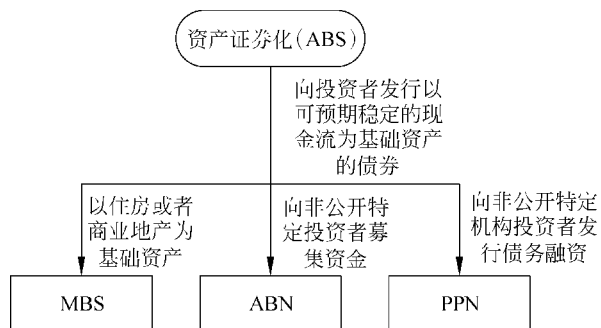 资产证券化(ABS)
向投资者发行以
可预期稳定的现
金流为基础资产
的债券
以住房或者
商业地产为
基础资产
向非公开特
定投资者募
集资金
向非公开特定
机构投资者发
行债务融资
MBS
ABN
PPN